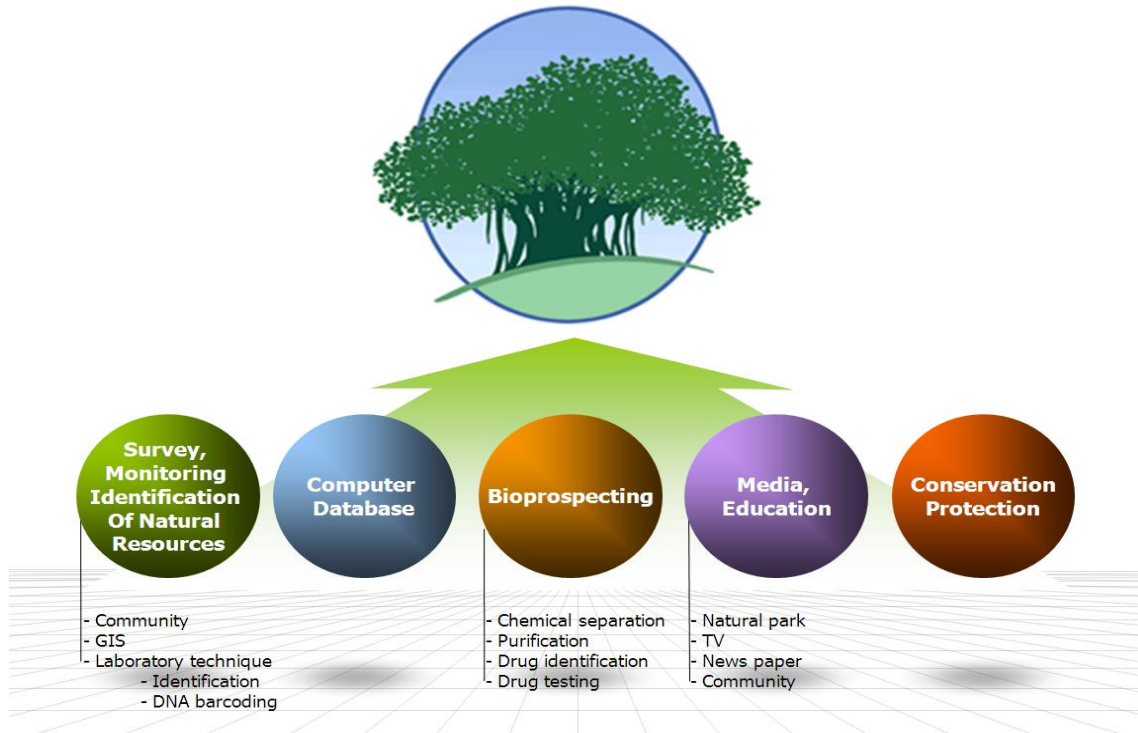 Survey,
Monitoring
Identification
Of Natural
Resources
Computer
Database
Bioprospecting
Media,
Education
Conservation
Protection
- Community
- GIS
- Laboratory technique
- Identification
- DNA barcoding
- Chemical separation
- Purification
- Drug identification
- Drug testing
- Natural park
- TV
- News paper
- Community